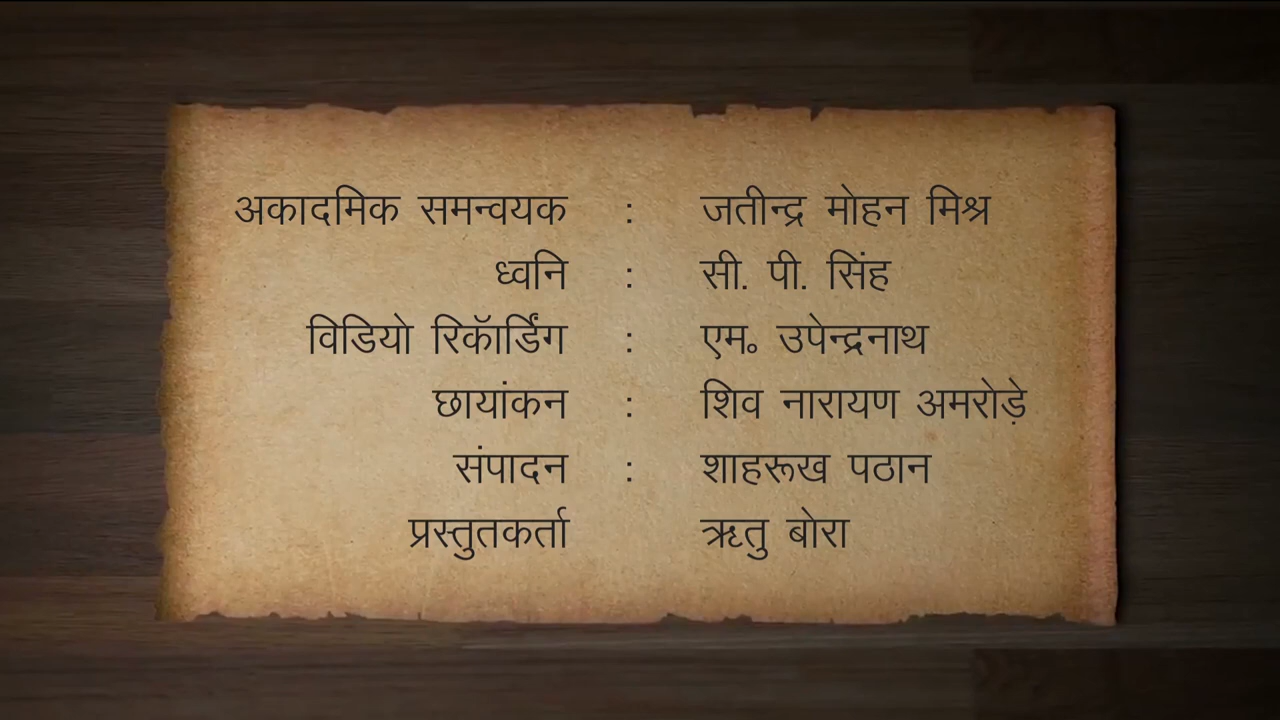 अकादमिक समन्वयक : जतीन्द्र मोहन मिश्र
ध्वनि : सी. पी. सिंह
विडियो रिकॅार्डिंग : एम॰ उपेन्द्रनाथ
छायांकन : शिव नारायण अमरोड़े
संपादन : शाहरूख पठान
प्रस्तुतकर्ता ऋतु बोरा